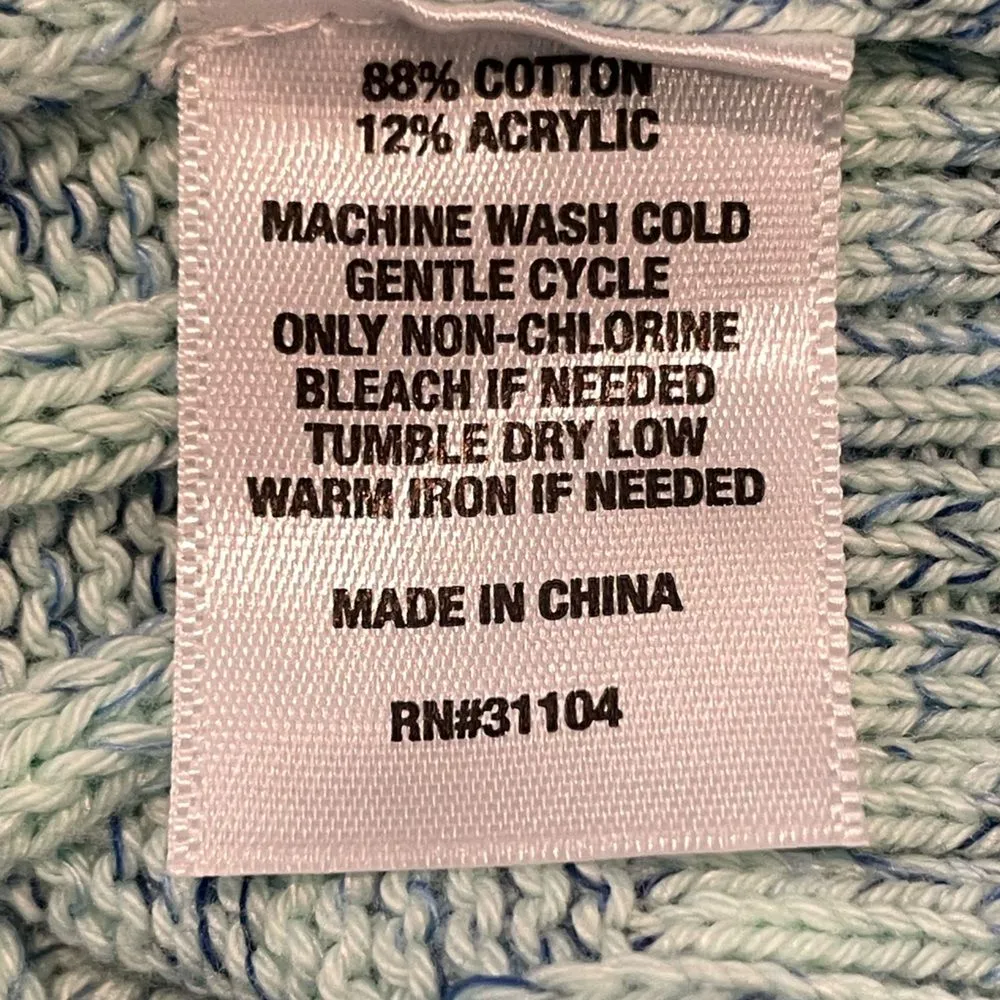 88% COTTON
12% ACRYLIC
MACHINE WASH COLD
GENTLE CYCLE
ONLY NON-CHLORINE
BLEACH IF NEEDED
TUMBLE DRY LOW
WARM IRON IF NEEDED
MADE IN CHINA
RN#31104